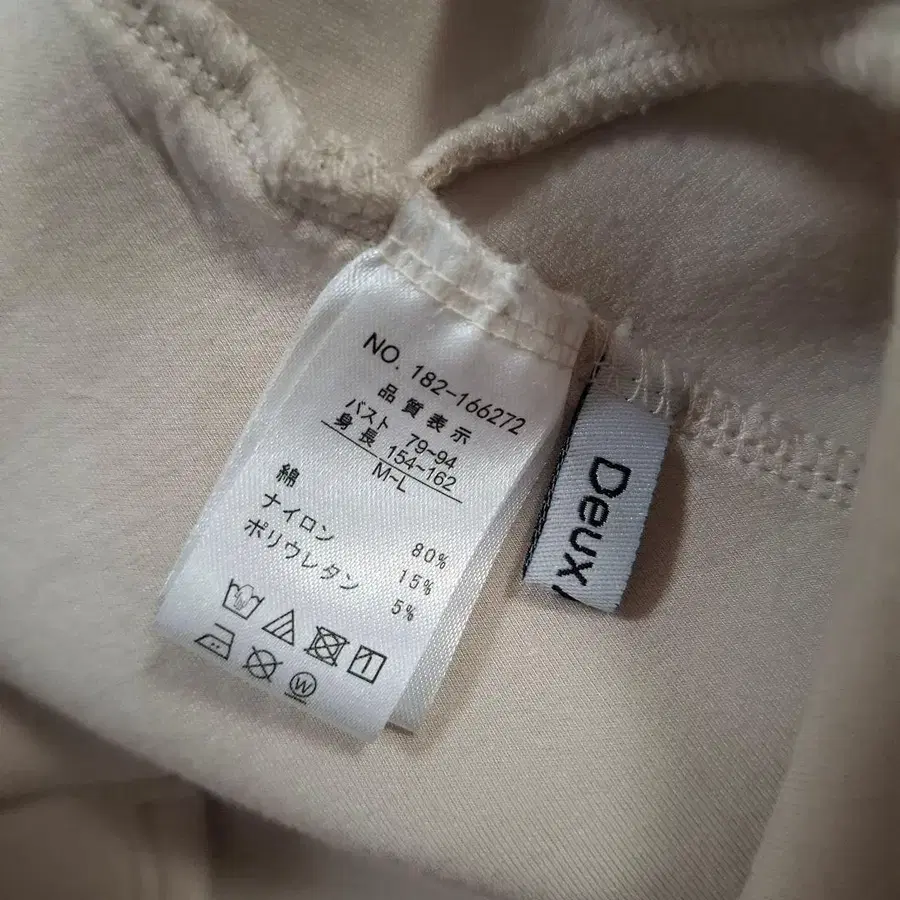 NO. 182-166272
品質表示
バスト 79~94
身長 154~162
M~L
綿 80%
ナイロン 15%
ポリウレタン 5%
W
Deux